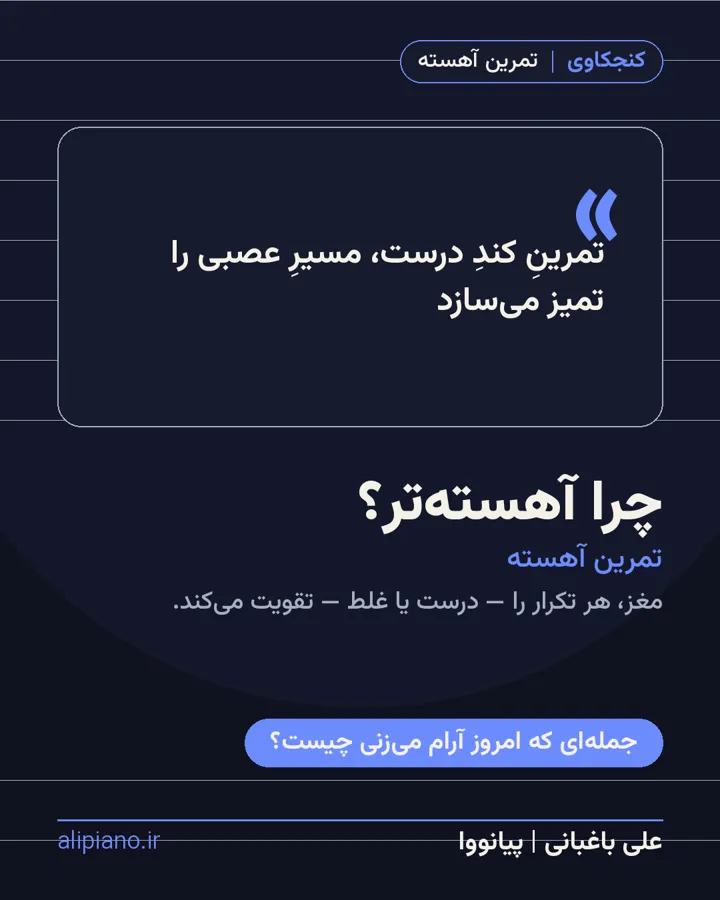 کنجکاوی | تمرین آهسته
«
تمرینِ کندِ درست، مسیرِ عصبی را
تمیز می‌سازد
چرا آهسته‌تر؟
تمرین آهسته
مغز، هر تکرار را — درست یا غلط — تقویت می‌کند.
جمله‌ای که امروز آرام می‌زنی چیست؟
علی باغبانی | پیانووا
alipiano.ir